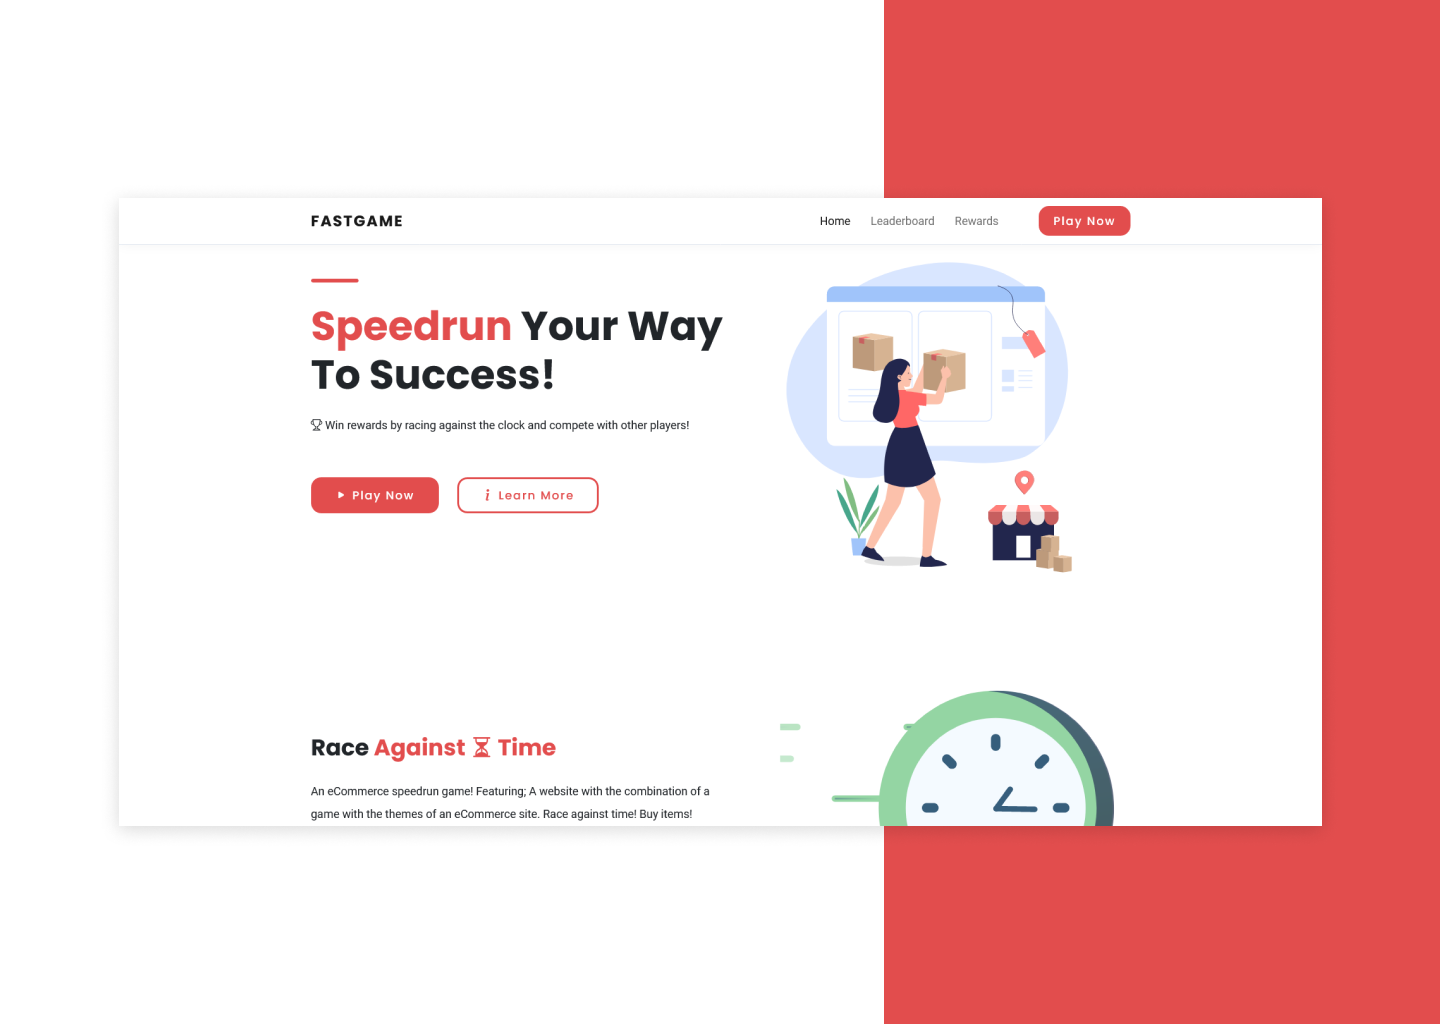 FASTGAME
Home Leaderboard Rewards Play Now
Speedrun Your Way
To Success!
Win rewards by racing against the clock and compete with other players!
Play Now Learn More
Race Against Time
An eCommerce speedrun game! Featuring; A website with the combination of a
game with the themes of an eCommerce site. Race against time! Buy items!